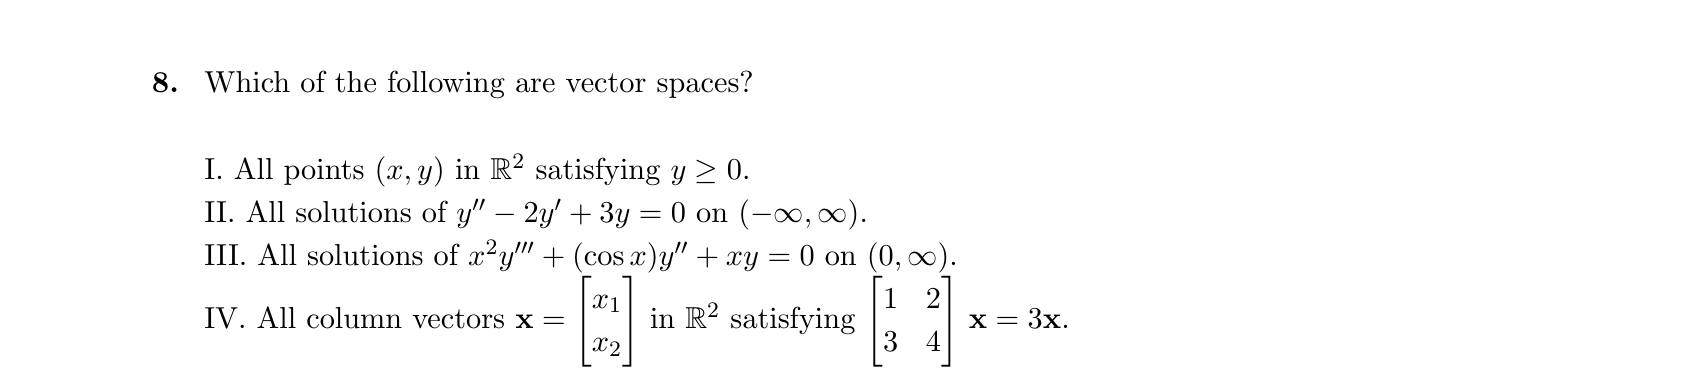 8. Which of the following are vector spaces?
I. All points (x, y) in ℝ² satisfying y ≥ 0.
II. All solutions of y″ − 2y′ + 3y = 0 on (−∞, ∞).
III. All solutions of x²y‴ + (cos x)y″ + xy = 0 on (0, ∞).
IV. All column vectors x = [x₁; x₂] in ℝ² satisfying [1 2; 3 4] x = 3x.